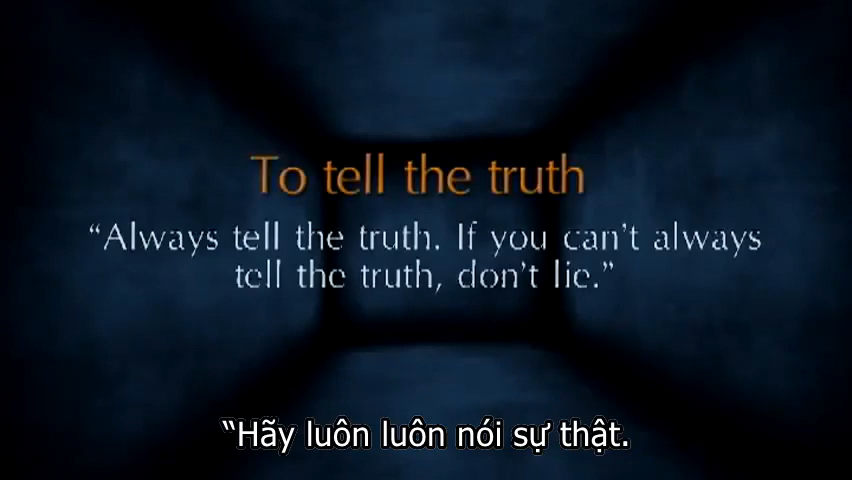 To tell the truth
“Always tell the truth. If you can't always
tell the truth, don't lie.”
“Hãy luôn luôn nói sự thật.